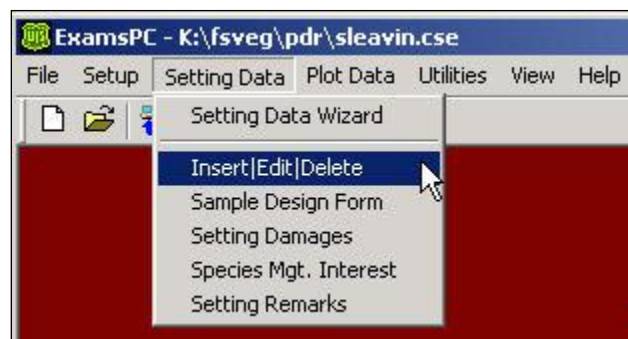 ExamsPC - K:\fsveg\pdr\sleavin.cse
File Setup Setting Data Plot Data Utilities View Help
Setting Data Wizard
Insert|Edit|Delete
Sample Design Form
Setting Damages
Species Mgt. Interest
Setting Remarks